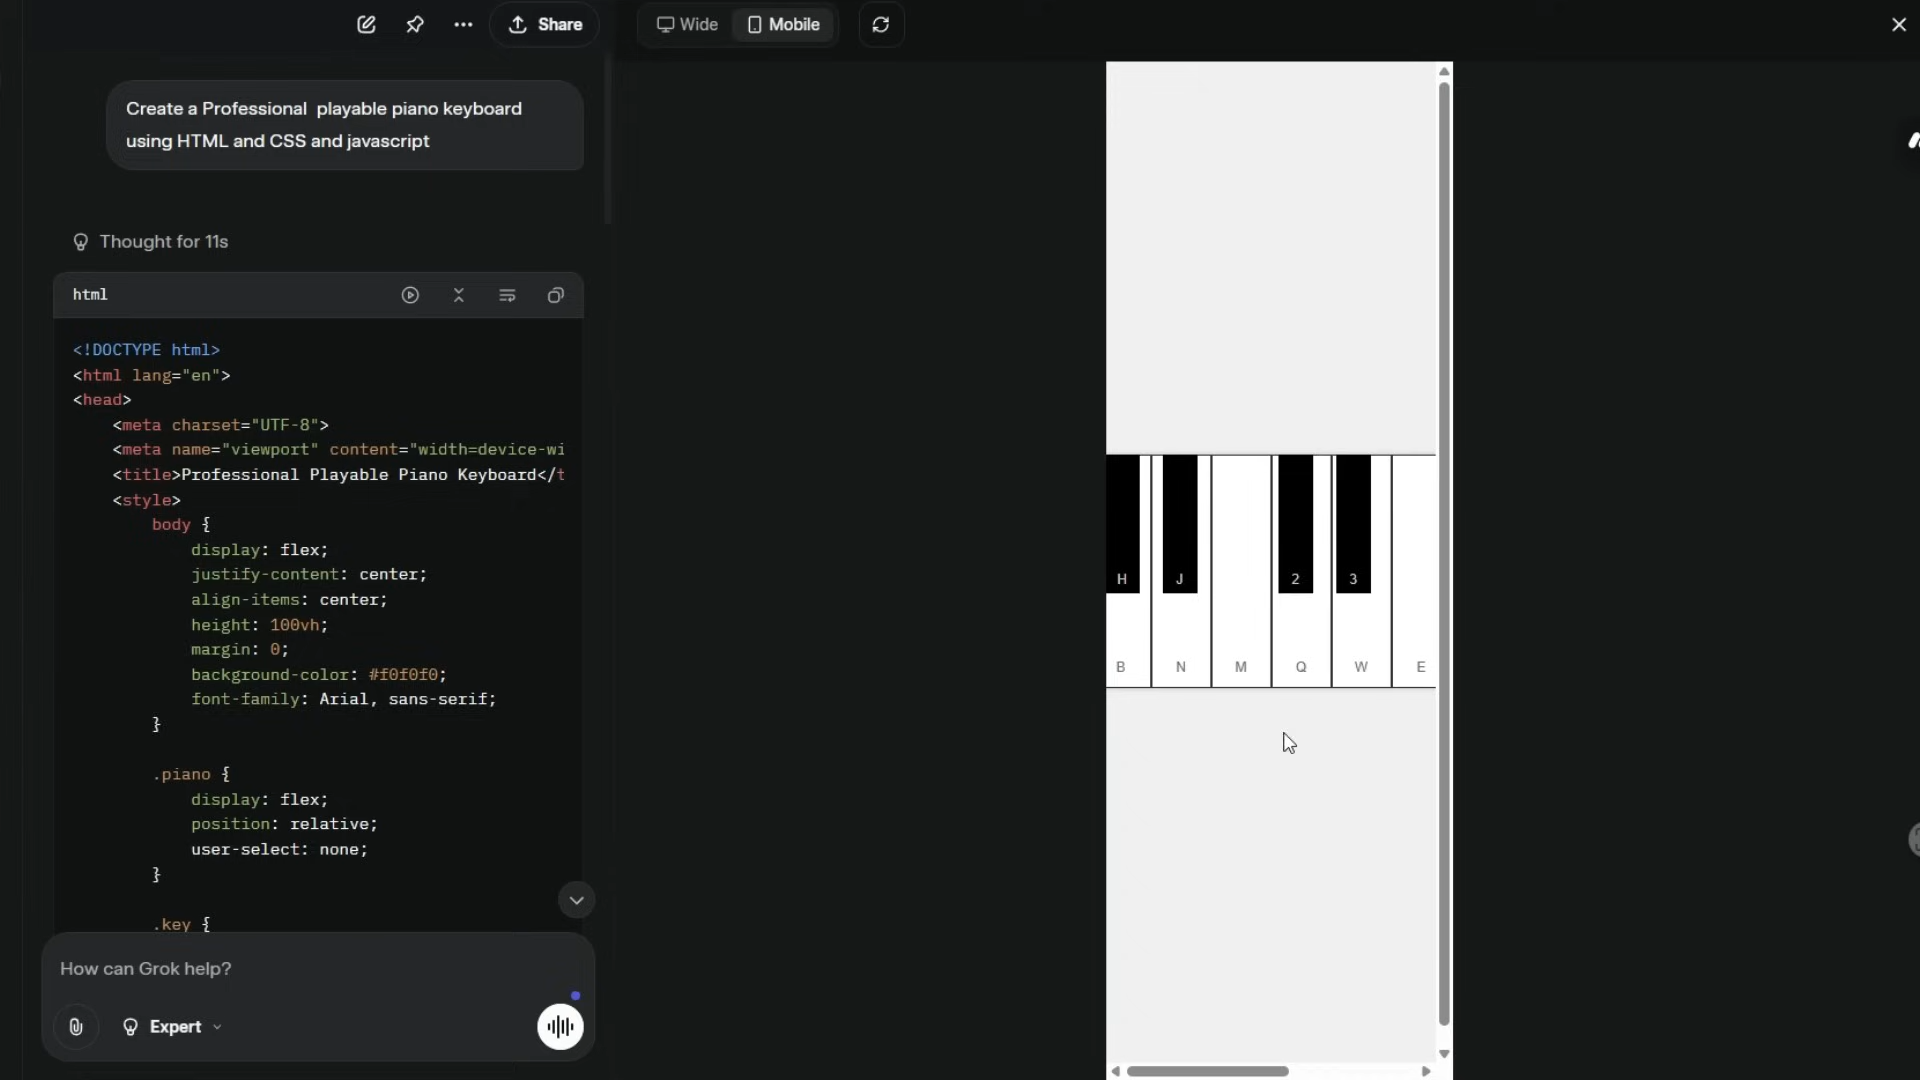 Share
Wide
Mobile
Create a Professional  playable piano keyboard
using HTML and CSS and javascript
Thought for 11s
html
<!DOCTYPE html>
<html lang="en">
<head>
    <meta charset="UTF-8">
    <meta name="viewport" content="width=device-wi
    <title>Professional Playable Piano Keyboard</t
    <style>
        body {
            display: flex;
            justify-content: center;
            align-items: center;
            height: 100vh;
            margin: 0;
            background-color: #f0f0f0;
            font-family: Arial, sans-serif;
        }
        .piano {
            display: flex;
            position: relative;
            user-select: none;
        }
        .key {
How can Grok help?
Expert
H J 2 3
B N M Q W E